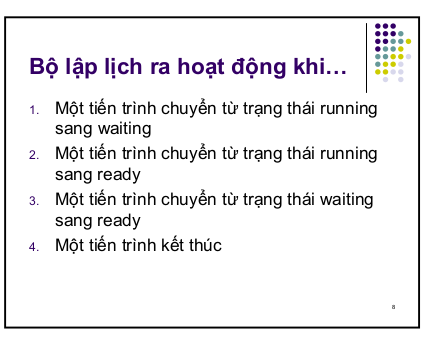 Bộ lập lịch ra hoạt động khi…
1. Một tiến trình chuyển từ trạng thái running
sang waiting
2. Một tiến trình chuyển từ trạng thái running
sang ready
3. Một tiến trình chuyển từ trạng thái waiting
sang ready
4. Một tiến trình kết thúc
8